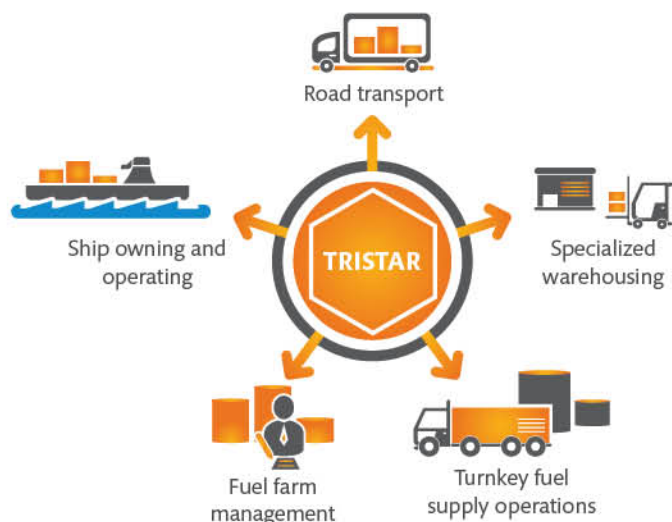 Road transport
Ship owning and
operating
TRISTAR
Specialized
warehousing
Fuel farm
management
Turnkey fuel
supply operations